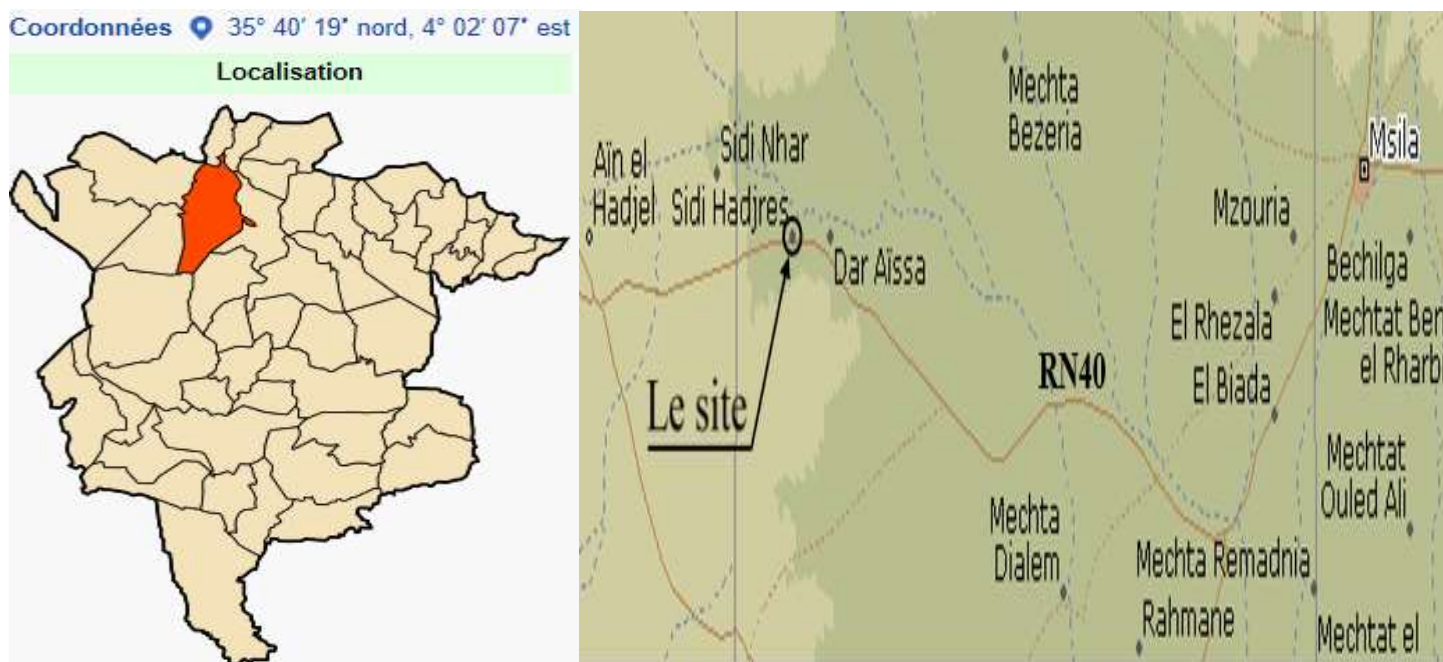 Coordonnées 35° 40′ 19″ nord, 4° 02′ 07″ est
Localisation
Mechta
Bezeria
Msila
Sidi Nhar
Aïn el
Hadjel
Sidi Hadjres
Mzouria
Dar Aïssa
Bechilga
El Rhezala
Mechtat Ben
el Rharb
RN40
El Biada
Le site
Mechtat
Ouled Ali
Mechta
Dialem
Mechta Remadnia
Rahmane
Mechtat el